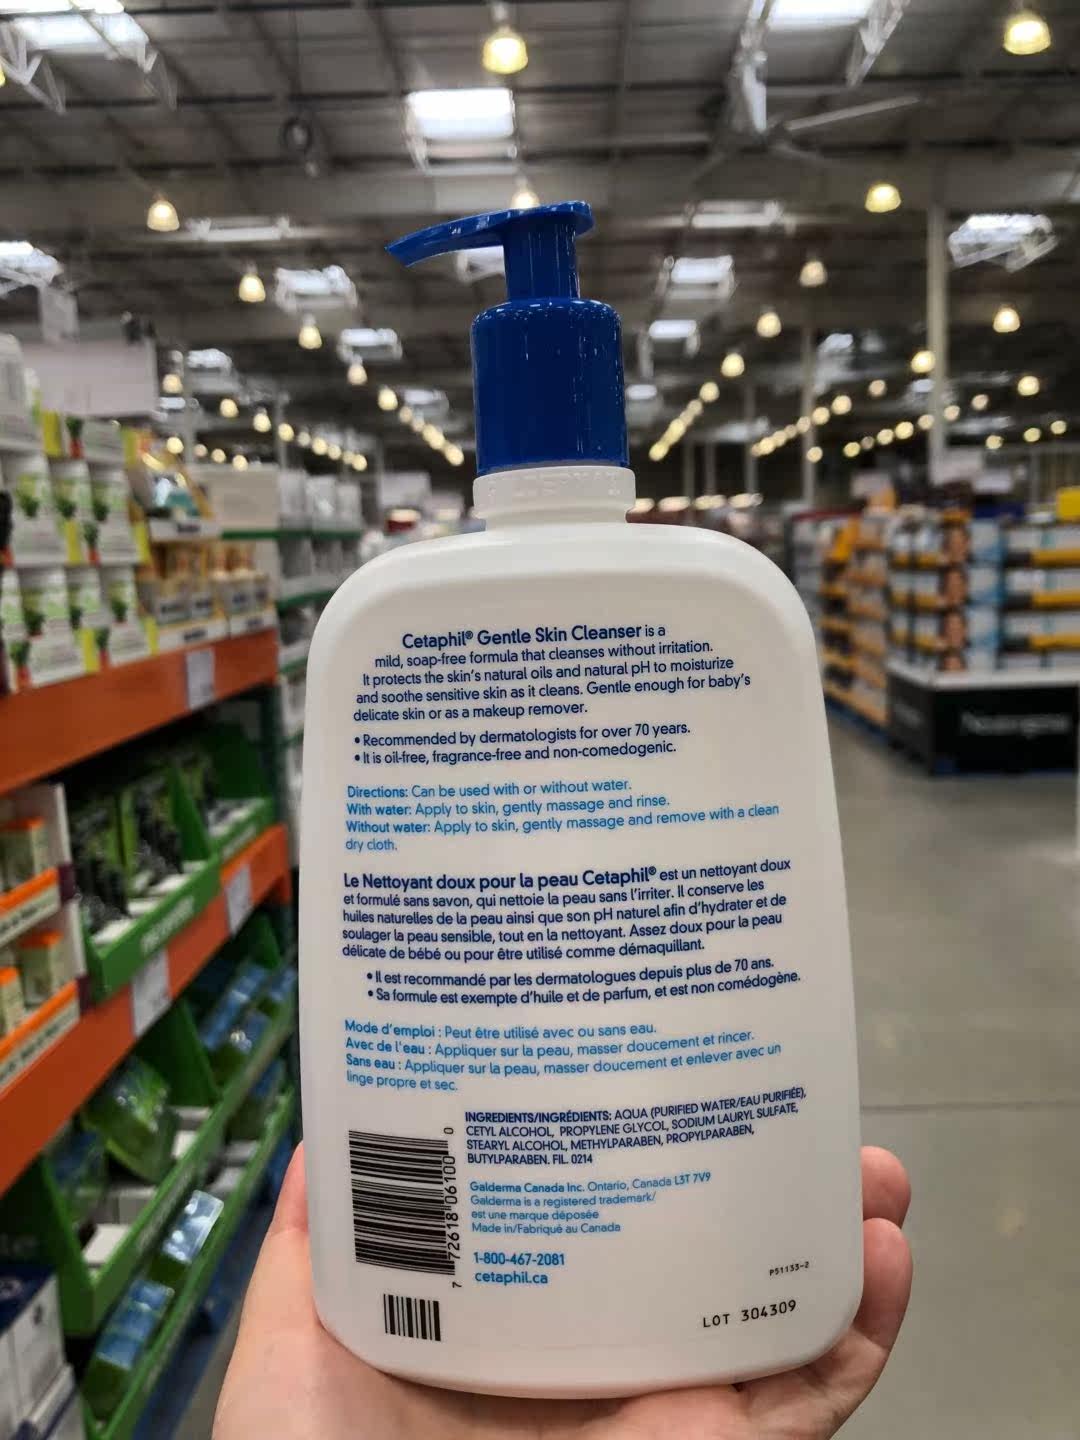 Cetaphil® Gentle Skin Cleanser is a
mild, soap-free formula that cleanses without irritation.
It protects the skin's natural oils and natural pH to moisturize
and soothe sensitive skin as it cleans. Gentle enough for baby's
delicate skin or as a makeup remover.
• Recommended by dermatologists for over 70 years.
• It is oil-free, fragrance-free and non-comedogenic.
Directions: Can be used with or without water.
With water: Apply to skin, gently massage and rinse.
Without water: Apply to skin, gently massage and remove with a clean
dry cloth.
Le Nettoyant doux pour la peau Cetaphil® est un nettoyant doux
et formulé sans savon, qui nettoie la peau sans l'irriter. Il conserve les
huiles naturelles de la peau ainsi que son pH naturel afin d'hydrater et de
soulager la peau sensible, tout en la nettoyant. Assez doux pour la peau
délicate de bébé ou pour être utilisé comme démaquillant.
• Il est recommandé par les dermatologues depuis plus de 70 ans.
• Sa formule est exempte d'huile et de parfum, et est non comédogène.
Mode d'emploi : Peut être utilisé avec ou sans eau.
Avec de l'eau : Appliquer sur la peau, masser doucement et rincer.
Sans eau : Appliquer sur la peau, masser doucement et enlever avec un
linge propre et sec.
INGREDIENTS/INGRÉDIENTS: AQUA (PURIFIED WATER/EAU PURIFIÉE),
CETYL ALCOHOL, PROPYLENE GLYCOL, SODIUM LAURYL SULFATE,
STEARYL ALCOHOL, METHYLPARABEN, PROPYLPARABEN,
BUTYLPARABEN. FIL. 0214
Galderma Canada Inc. Ontario, Canada L3T 7V9
Galderma is a registered trademark/
est une marque déposée
Made in/Fabriqué au Canada
1-800-467-2081
cetaphil.ca
7 72618 06100 0
P51133-2
LOT 304309
Neutrogena